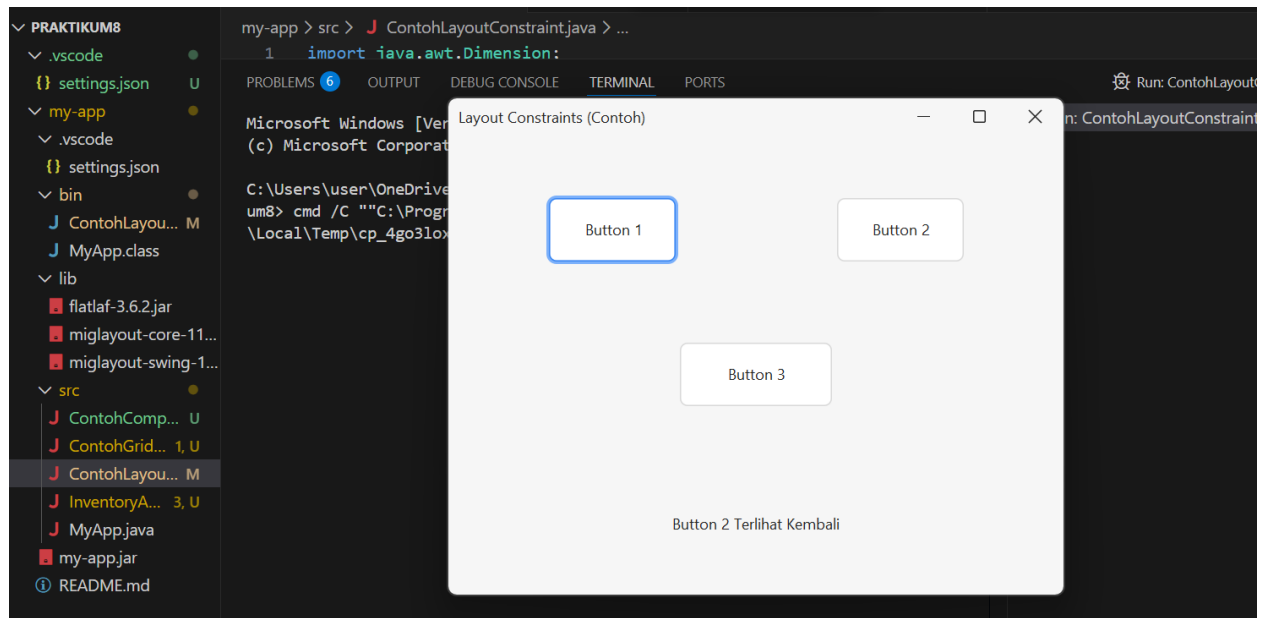 PRAKTIKUM8
.vscode
{} settings.json U
my-app
.vscode
{} settings.json
bin
J ContohLayou... M
J MyApp.class
lib
flatlaf-3.6.2.jar
miglayout-core-11...
miglayout-swing-1...
src
J ContohComp... U
J ContohGrid... 1, U
J ContohLayou... M
J InventoryA... 3, U
J MyApp.java
my-app.jar
README.md
my-app > src > J ContohLayoutConstraint.java > ...
1 import java.awt.Dimension;
PROBLEMS 6 OUTPUT DEBUG CONSOLE TERMINAL PORTS
Run: ContohLayout
n: ContohLayoutConstraint
Microsoft Windows [Ver
(c) Microsoft Corporat
C:\Users\user\OneDrive
um8> cmd /C ""C:\Progr
\Local\Temp\cp_4go3lox
Layout Constraints (Contoh)
Button 1 Button 2
Button 3
Button 2 Terlihat Kembali